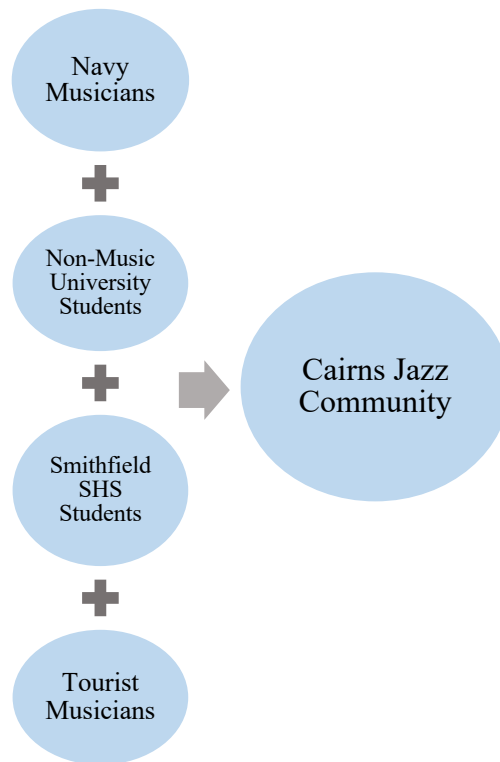 Navy
Musicians
Non-Music
University
Students
Smithfield
SHS
Students
Tourist
Musicians
Cairns Jazz
Community